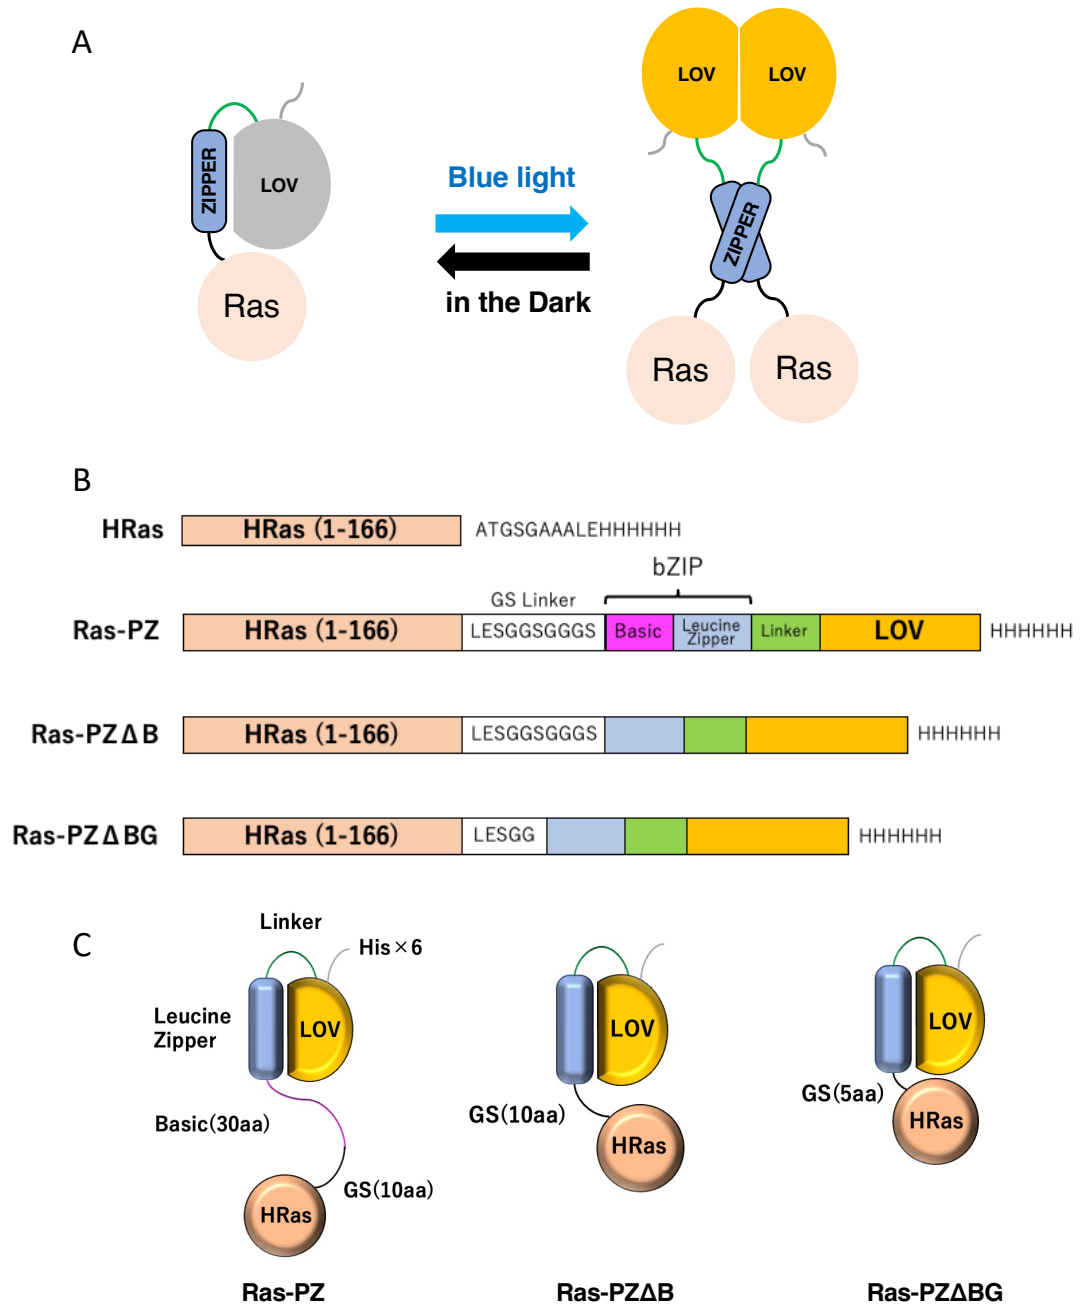 A
LOV
LOV
ZIPPER
LOV
Blue light
ZIPPER
Ras
in the Dark
Ras
Ras
B
HRas
HRas (1-166)
ATGSGAAALEHHHHHH
bZIP
GS Linker
Ras-PZ
HRas (1-166)
LESGGSGGGS
Basic
Leucine
Zipper
Linker
LOV
HHHHHH
Ras-PZΔB
HRas (1-166)
LESGGSGGGS
HHHHHH
Ras-PZΔBG
HRas (1-166)
LESGG
HHHHHH
C
Linker
His×6
Leucine
Zipper
LOV
Basic(30aa)
GS(10aa)
HRas
Ras-PZ
LOV
GS(10aa)
HRas
Ras-PZΔB
LOV
GS(5aa)
HRas
Ras-PZΔBG